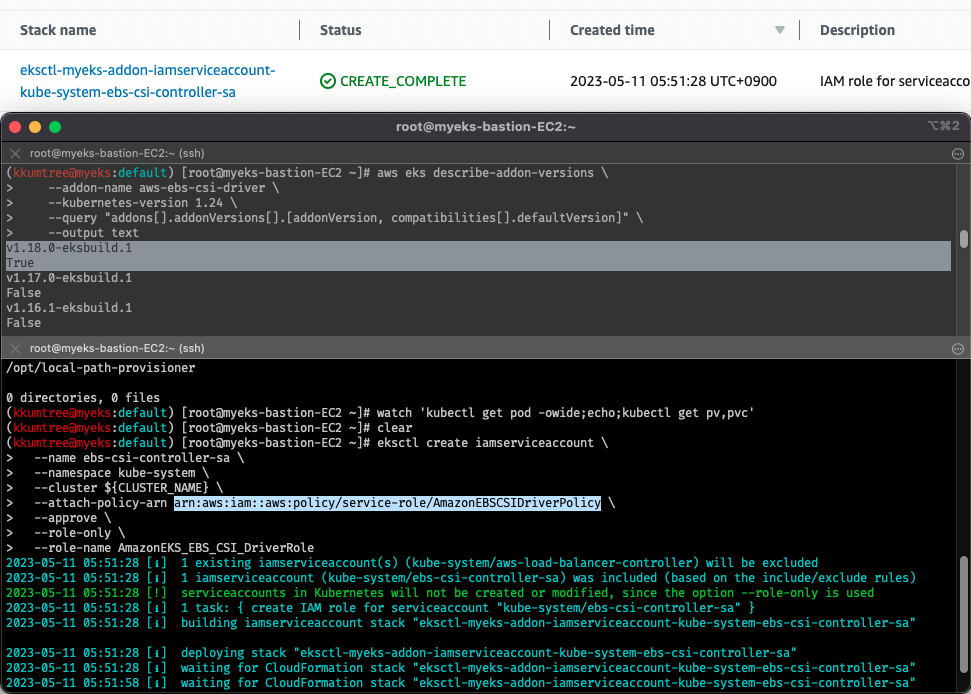 Stack name Status Created time Description
eksctl-myeks-addon-iamserviceaccount-
kube-system-ebs-csi-controller-sa
CREATE_COMPLETE 2023-05-11 05:51:28 UTC+0900 IAM role for serviceacco
root@myeks-bastion-EC2:~ ⌥⌘2
root@myeks-bastion-EC2:~ (ssh)
(kkumtree@myeks:default) [root@myeks-bastion-EC2 ~]# aws eks describe-addon-versions \
>     --addon-name aws-ebs-csi-driver \
>     --kubernetes-version 1.24 \
>     --query "addons[].addonVersions[].[addonVersion, compatibilities[].defaultVersion]" \
>     --output text
v1.18.0-eksbuild.1
True
v1.17.0-eksbuild.1
False
v1.16.1-eksbuild.1
False
root@myeks-bastion-EC2:~ (ssh)
/opt/local-path-provisioner
0 directories, 0 files
(kkumtree@myeks:default) [root@myeks-bastion-EC2 ~]# watch 'kubectl get pod -owide;echo;kubectl get pv,pvc'
(kkumtree@myeks:default) [root@myeks-bastion-EC2 ~]# clear
(kkumtree@myeks:default) [root@myeks-bastion-EC2 ~]# eksctl create iamserviceaccount \
>   --name ebs-csi-controller-sa \
>   --namespace kube-system \
>   --cluster ${CLUSTER_NAME} \
>   --attach-policy-arn arn:aws:iam::aws:policy/service-role/AmazonEBSCSIDriverPolicy \
>   --approve \
>   --role-only \
>   --role-name AmazonEKS_EBS_CSI_DriverRole
2023-05-11 05:51:28 [ℹ]  1 existing iamserviceaccount(s) (kube-system/aws-load-balancer-controller) will be excluded
2023-05-11 05:51:28 [ℹ]  1 iamserviceaccount (kube-system/ebs-csi-controller-sa) was included (based on the include/exclude rules)
2023-05-11 05:51:28 [!]  serviceaccounts in Kubernetes will not be created or modified, since the option --role-only is used
2023-05-11 05:51:28 [ℹ]  1 task: { create IAM role for serviceaccount "kube-system/ebs-csi-controller-sa" }
2023-05-11 05:51:28 [ℹ]  building iamserviceaccount stack "eksctl-myeks-addon-iamserviceaccount-kube-system-ebs-csi-controller-sa"
2023-05-11 05:51:28 [ℹ]  deploying stack "eksctl-myeks-addon-iamserviceaccount-kube-system-ebs-csi-controller-sa"
2023-05-11 05:51:28 [ℹ]  waiting for CloudFormation stack "eksctl-myeks-addon-iamserviceaccount-kube-system-ebs-csi-controller-sa"
2023-05-11 05:51:58 [ℹ]  waiting for CloudFormation stack "eksctl-myeks-addon-iamserviceaccount-kube-system-ebs-csi-controller-sa"